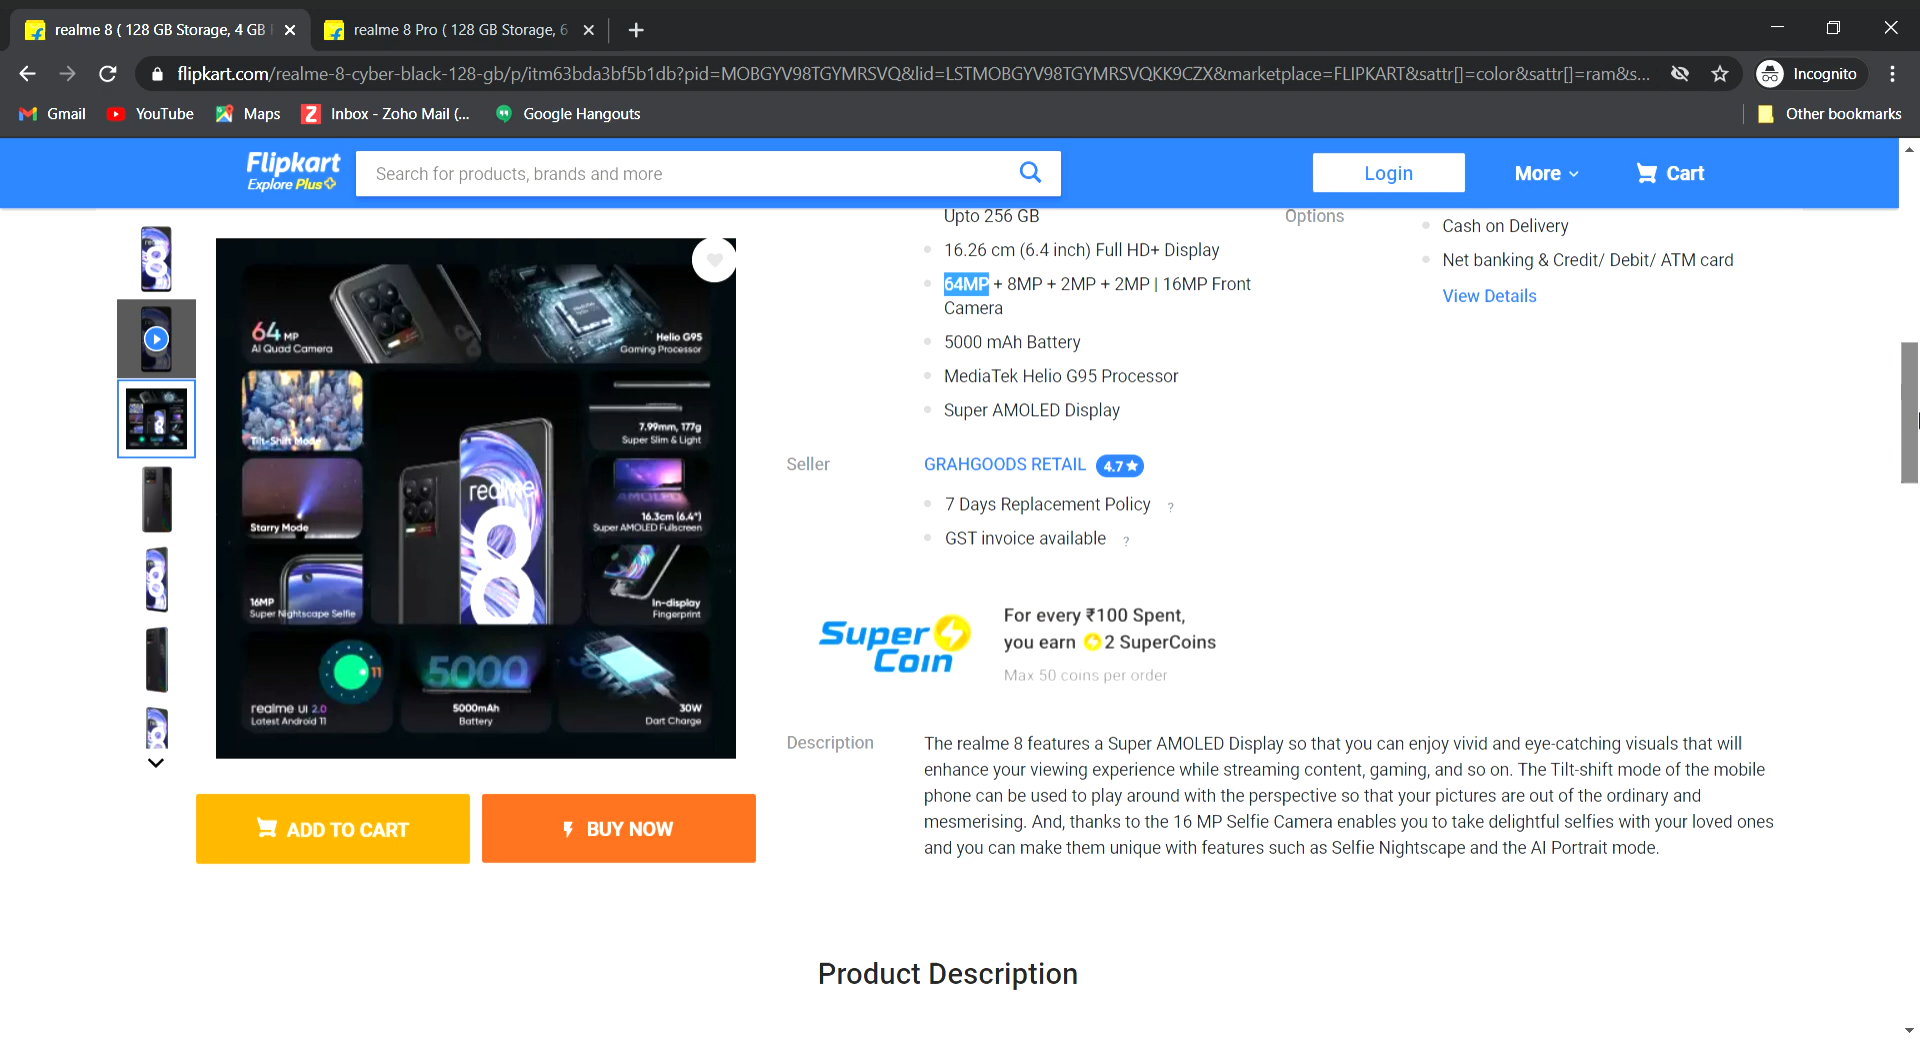 realme 8 ( 128 GB Storage, 4 GB
realme 8 Pro ( 128 GB Storage, 6
flipkart.com/realme-8-cyber-black-128-gb/p/itm63bda3bf5b1db?pid=MOBGYV98TGYMRSVQ&lid=LSTMOBGYV98TGYMRSVQKK9CZX&marketplace=FLIPKART&sattr[]=color&sattr[]=ram&s...
Incognito
Gmail
YouTube
Maps
Inbox - Zoho Mail (...
Google Hangouts
Other bookmarks
Flipkart
Explore Plus
Search for products, brands and more
Login
More
Cart
Upto 256 GB
16.26 cm (6.4 inch) Full HD+ Display
64MP + 8MP + 2MP + 2MP | 16MP Front
Camera
5000 mAh Battery
MediaTek Helio G95 Processor
Super AMOLED Display
Options
Cash on Delivery
Net banking & Credit/ Debit/ ATM card
View Details
64 MP
AI Quad Camera
Helio G95
Gaming Processor
Tilt-Shift Mode
7.99mm, 177g
Super Slim & Light
Starry Mode
realme
8
8
AMOLED
16.3cm (6.4")
Super AMOLED Fullscreen
16MP
Super Nightscape Selfie
In-display
Fingerprint
11
realme UI 2.0
Latest Android 11
5000
5000mAh
Battery
30W
Dart Charge
Seller
GRAHGOODS RETAIL 4.7★
7 Days Replacement Policy ?
GST invoice available ?
Super
Coin
For every ₹100 Spent,
you earn 2 SuperCoins
Max 50 coins per order
ADD TO CART
BUY NOW
Description
The realme 8 features a Super AMOLED Display so that you can enjoy vivid and eye-catching visuals that will
enhance your viewing experience while streaming content, gaming, and so on. The Tilt-shift mode of the mobile
phone can be used to play around with the perspective so that your pictures are out of the ordinary and
mesmerising. And, thanks to the 16 MP Selfie Camera enables you to take delightful selfies with your loved ones
and you can make them unique with features such as Selfie Nightscape and the AI Portrait mode.
Product Description